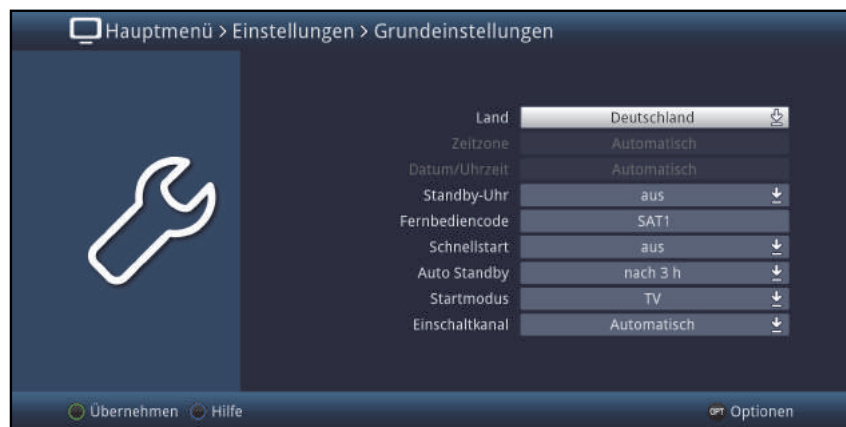 Hauptmenü > Einstellungen > Grundeinstellungen
Land Deutschland
Zeitzone Automatisch
Datum/Uhrzeit Automatisch
Standby-Uhr aus
Fernbediencode SAT1
Schnellstart aus
Auto Standby nach 3 h
Startmodus TV
Einschaltkanal Automatisch
Übernehmen Hilfe OPT Optionen